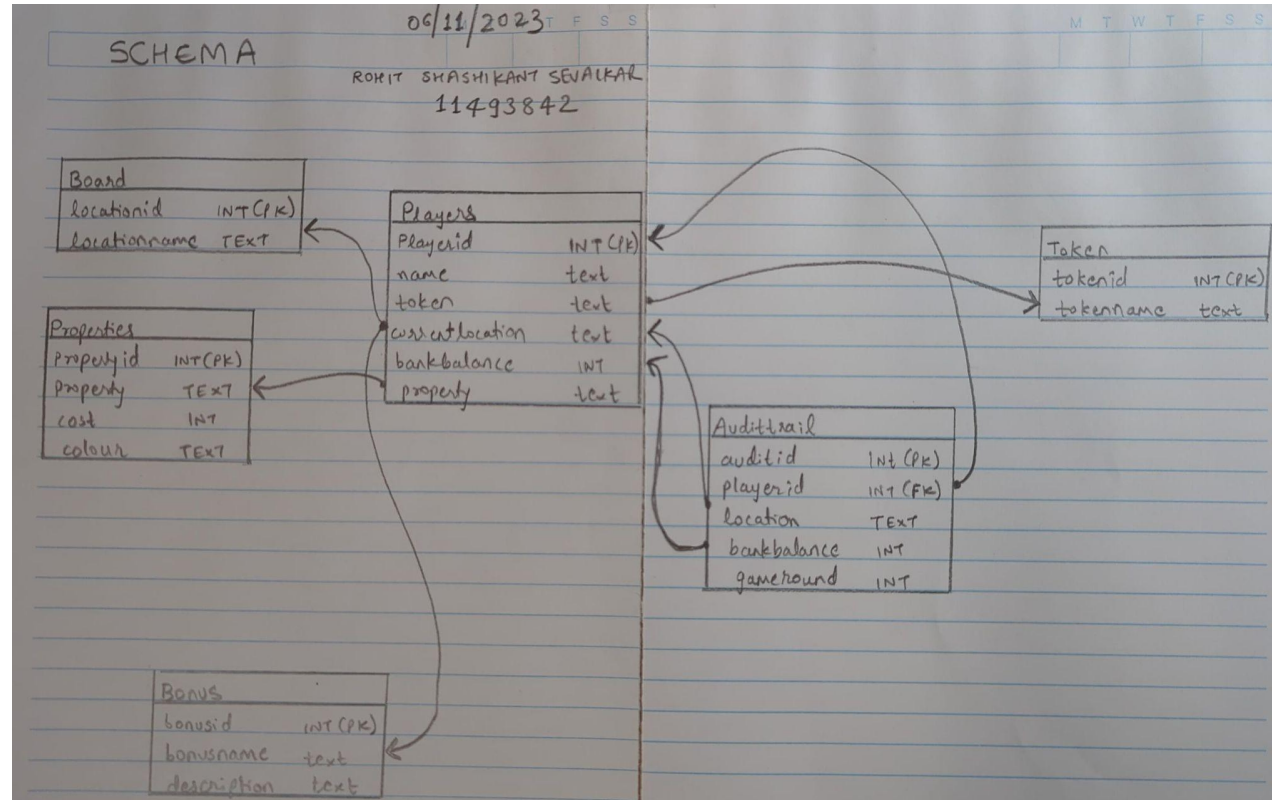 06/11/2023
T F S S
M T W T F S S
SCHEMA
ROHIT SHASHIKANT SEVALKAR
11493842
Board
locationid INT(PK)
locationname TEXT
Players
Playerid INT(PK)
name text
token text
currentlocation text
bankbalance INT
property text
Token
tokenid INT(PK)
tokenname text
Properties
Propertyid INT(PK)
Property TEXT
cost INT
colour TEXT
Audittrail
auditid INt (PK)
playerid INT (FK)
location TEXT
bankbalance INT
gameround INT
Bonus
bonusid INT(PK)
bonusname text
description text